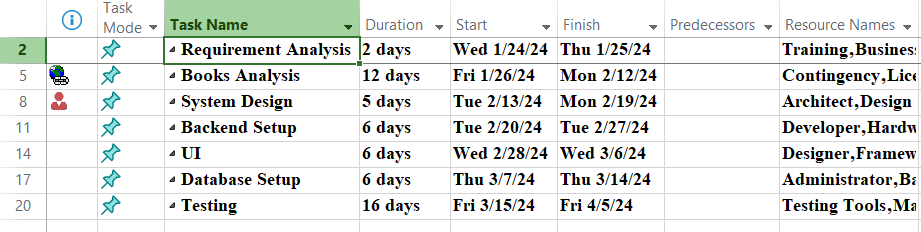 Task Mode Task Name Duration Start Finish Predecessors Resource Names
2 Requirement Analysis 2 days Wed 1/24/24 Thu 1/25/24 Training,Business
5 Books Analysis 12 days Fri 1/26/24 Mon 2/12/24 Contingency,Lice
8 System Design 5 days Tue 2/13/24 Mon 2/19/24 Architect,Design
11 Backend Setup 6 days Tue 2/20/24 Tue 2/27/24 Developer,Hardw
14 UI 6 days Wed 2/28/24 Wed 3/6/24 Designer,Framew
17 Database Setup 6 days Thu 3/7/24 Thu 3/14/24 Administrator,Ba
20 Testing 16 days Fri 3/15/24 Fri 4/5/24 Testing Tools,Ma